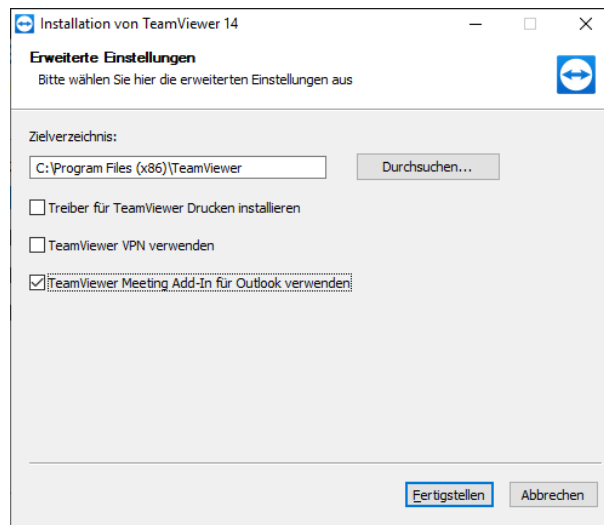 Installation von TeamViewer 14
Erweiterte Einstellungen
Bitte wählen Sie hier die erweiterten Einstellungen aus
Zielverzeichnis:
C:\Program Files (x86)\TeamViewer
Durchsuchen...
Treiber für TeamViewer Drucken installieren
TeamViewer VPN verwenden
TeamViewer Meeting Add-In für Outlook verwenden
Fertigstellen
Abbrechen